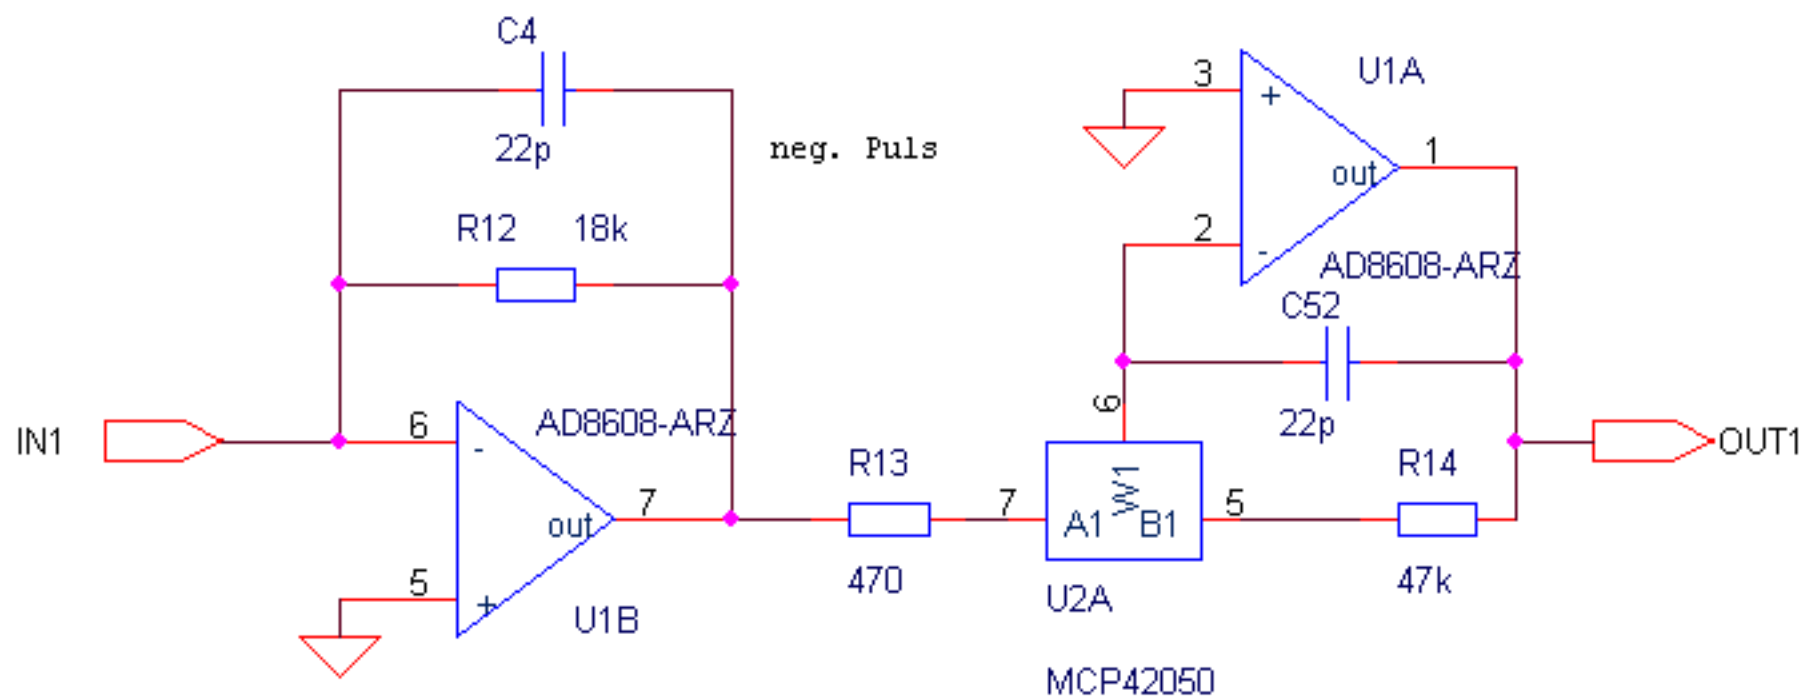 C4
22p
neg. Puls
R12 18k
IN1
6
-
AD8608-ARZ
out
7
5
+
U1B
R13
470
7
A1
W1
B1
6
5
U2A
MCP42050
3
+
U1A
out
1
2
-
AD8608-ARZ
C52
22p
R14
47k
OUT1